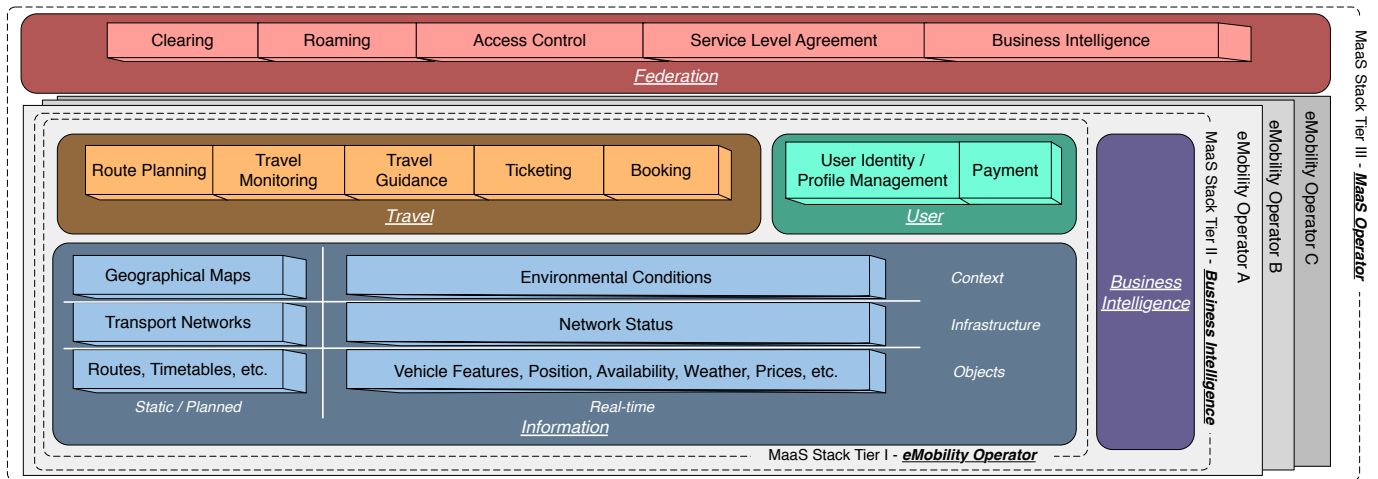 Clearing
Roaming
Access Control
Service Level Agreement
Business Intelligence
Federation
Route Planning
Travel
Monitoring
Travel
Guidance
Ticketing
Booking
Travel
User Identity /
Profile Management
Payment
User
Geographical Maps
Environmental Conditions
Context
Transport Networks
Network Status
Infrastructure
Routes, Timetables, etc.
Vehicle Features, Position, Availability, Weather, Prices, etc.
Objects
Static / Planned
Real-time
Information
MaaS Stack Tier I - eMobility Operator
Business
Intelligence
MaaS Stack Tier II - Business Intelligence
eMobility Operator A
eMobility Operator B
eMobility Operator C
MaaS Stack Tier III - MaaS Operator